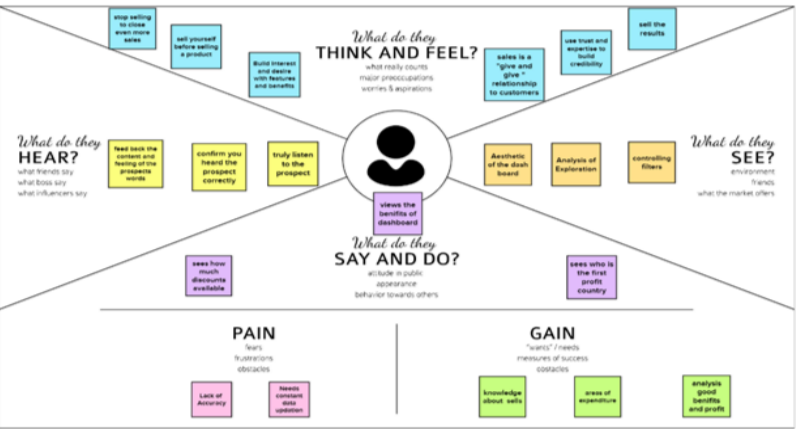 stop selling
to close
even more
sales
sell yourself
before selling
a product
Build interest
and desire
with features
and benefits
What do they
THINK AND FEEL?
what really counts
major preoccupations
worries & aspirations
sales is a
"give and
give "
relationship
to customers
use trust and
expertise to
build
credibility
sell the
results
What do they
HEAR?
what friends say
what boss say
what influencers say
feed back the
content and
feeling of the
prospects
words
confirm you
heard the
prospect
correctly
truly listen
to the
prospect
Aesthetic
of the dash
board
Analysis of
Exploration
controlling
filters
What do they
SEE?
environment
friends
what the market offers
views the
benifits of
dashboard
What do they
SAY AND DO?
attitude in public
appearance
behavior towards others
sees how
much
discounts
available
sees who is
the first
profit
country
PAIN
fears
frustrations
obstacles
Lack of
Accuracy
Needs
constant
data
updation
GAIN
"wants" / needs
measures of success
obstacles
knowledge
about sells
areas of
expenditure
analysis
good
benifits
and profit